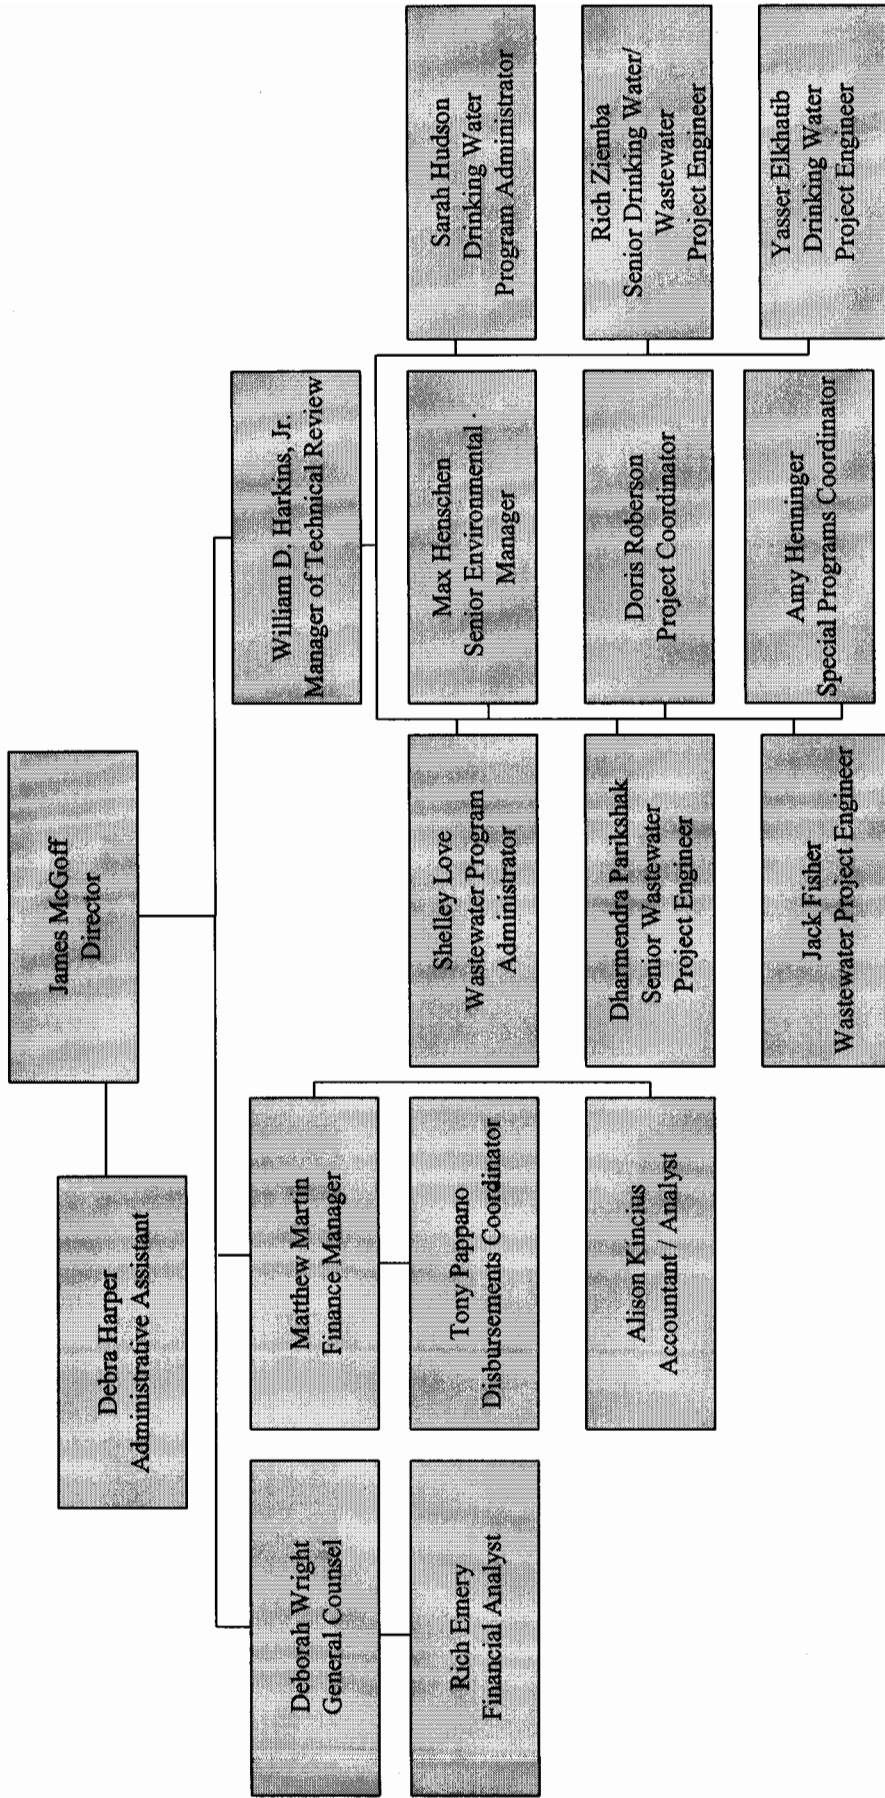 James McGoff
Director
Debra Harper
Administrative Assistant
Deborah Wright
General Counsel
Matthew Martin
Finance Manager
William D. Harkins, Jr.
Manager of Technical Review
Rich Emery
Financial Analyst
Tony Pappano
Disbursements Coordinator
Alison Kincius
Accountant / Analyst
Shelley Love
Wastewater Program
Administrator
Dharmendra Parikshak
Senior Wastewater
Project Engineer
Jack Fisher
Wastewater Project Engineer
Max Henschen
Senior Environmental
Manager
Doris Roberson
Project Coordinator
Amy Henninger
Special Programs Coordinator
Sarah Hudson
Drinking Water
Program Administrator
Rich Ziemba
Senior Drinking Water/
Wastewater
Project Engineer
Yasser Elkhatib
Drinking Water
Project Engineer